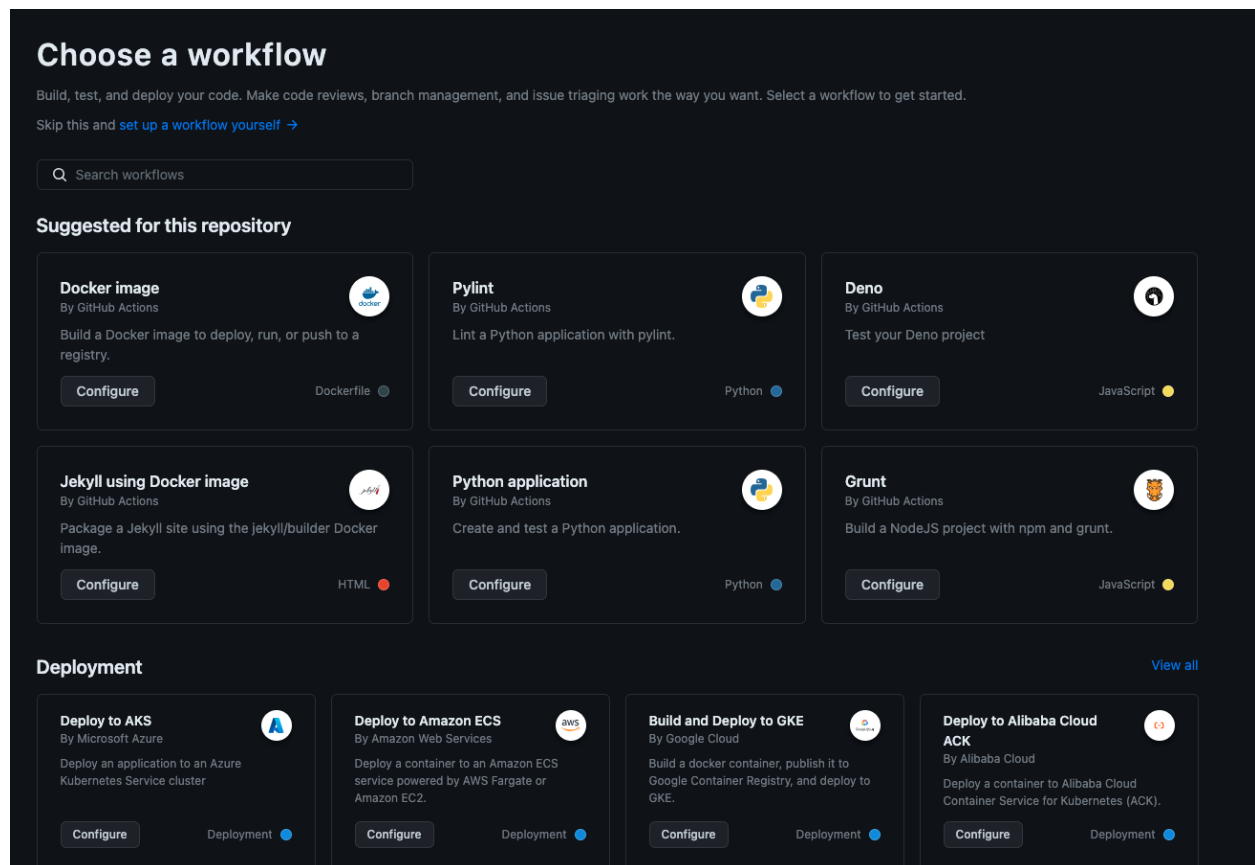 Choose a workflow
Build, test, and deploy your code. Make code reviews, branch management, and issue triaging work the way you want. Select a workflow to get started.
Skip this and set up a workflow yourself →
Search workflows
Suggested for this repository
Docker image
By GitHub Actions
docker
Build a Docker image to deploy, run, or push to a
registry.
Configure
Dockerfile
Pylint
By GitHub Actions
Lint a Python application with pylint.
Configure
Python
Deno
By GitHub Actions
Test your Deno project
Configure
JavaScript
Jekyll using Docker image
By GitHub Actions
jekyll
Package a Jekyll site using the jekyll/builder Docker
image.
Configure
HTML
Python application
By GitHub Actions
Create and test a Python application.
Configure
Python
Grunt
By GitHub Actions
Build a NodeJS project with npm and grunt.
Configure
JavaScript
Deployment
View all
Deploy to AKS
By Microsoft Azure
Deploy an application to an Azure
Kubernetes Service cluster
Configure
Deployment
Deploy to Amazon ECS
By Amazon Web Services
aws
Deploy a container to an Amazon ECS
service powered by AWS Fargate or
Amazon EC2.
Configure
Deployment
Build and Deploy to GKE
By Google Cloud
Build a docker container, publish it to
Google Container Registry, and deploy to
GKE.
Configure
Deployment
Deploy to Alibaba Cloud
ACK
By Alibaba Cloud
Deploy a container to Alibaba Cloud
Container Service for Kubernetes (ACK).
Configure
Deployment